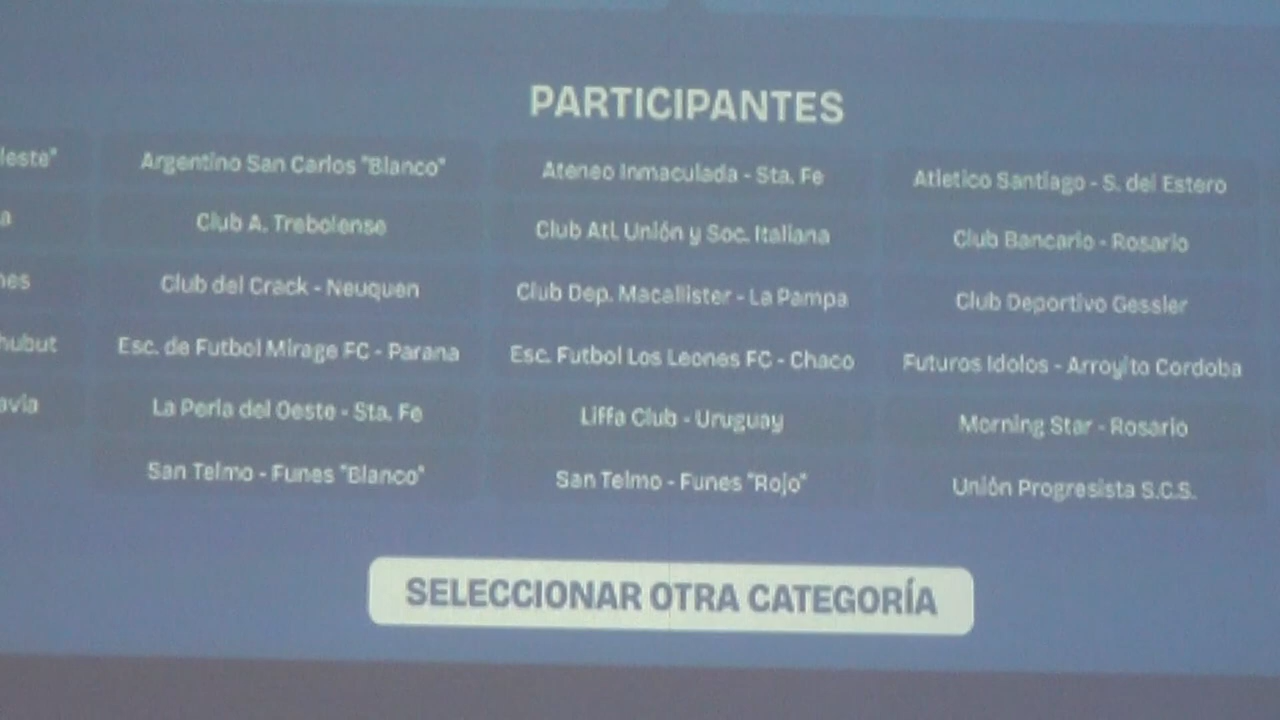 PARTICIPANTES
leste" Argentino San Carlos "Blanco" Ateneo Inmaculada - Sta. Fe Atletico Santiago - S. del Estero
a Club A. Trebolense Club Atl. Unión y Soc. Italiana Club Bancario - Rosario
nes Club del Crack - Neuquen Club Dep. Macallister - La Pampa Club Deportivo Gessler
hubut Esc. de Futbol Mirage FC - Parana Esc. Futbol Los Leones FC - Chaco Futuros Idolos - Arroyito Cordoba
avia La Perla del Oeste - Sta. Fe Liffa Club - Uruguay Morning Star - Rosario
San Telmo - Funes "Blanco" San Telmo - Funes "Rojo" Unión Progresista S.C.S.
SELECCIONAR OTRA CATEGORÍA